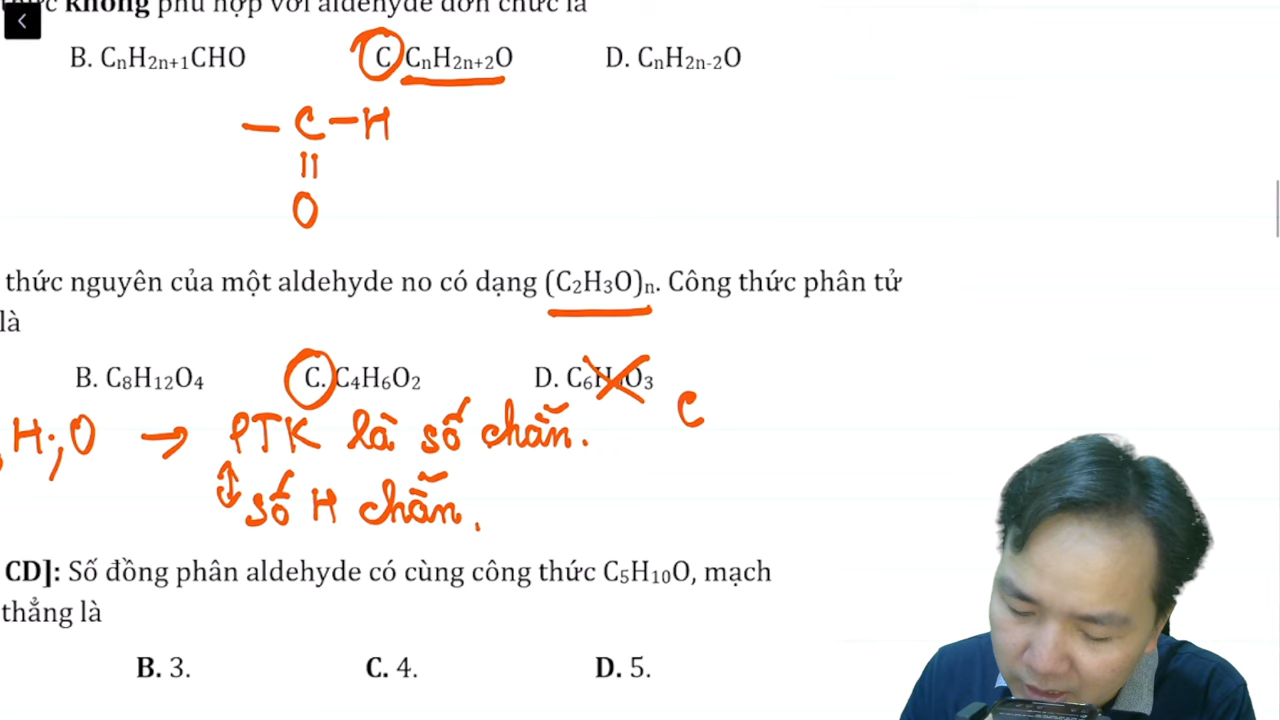 không phù hợp với aldehyde đơn chức là
B. CnH2n+1CHO C CnH2n+2O D. CnH2n-2O
– C – H
||
O
thức nguyên của một aldehyde no có dạng (C2H3O)n. Công thức phân tử
là
B. C8H12O4 C. C4H6O2 D. C6H O3
C
H, O → PTK là số chẵn.
↕ số H chẵn.
CD]: Số đồng phân aldehyde có cùng công thức C5H10O, mạch
thẳng là
B. 3. C. 4. D. 5.